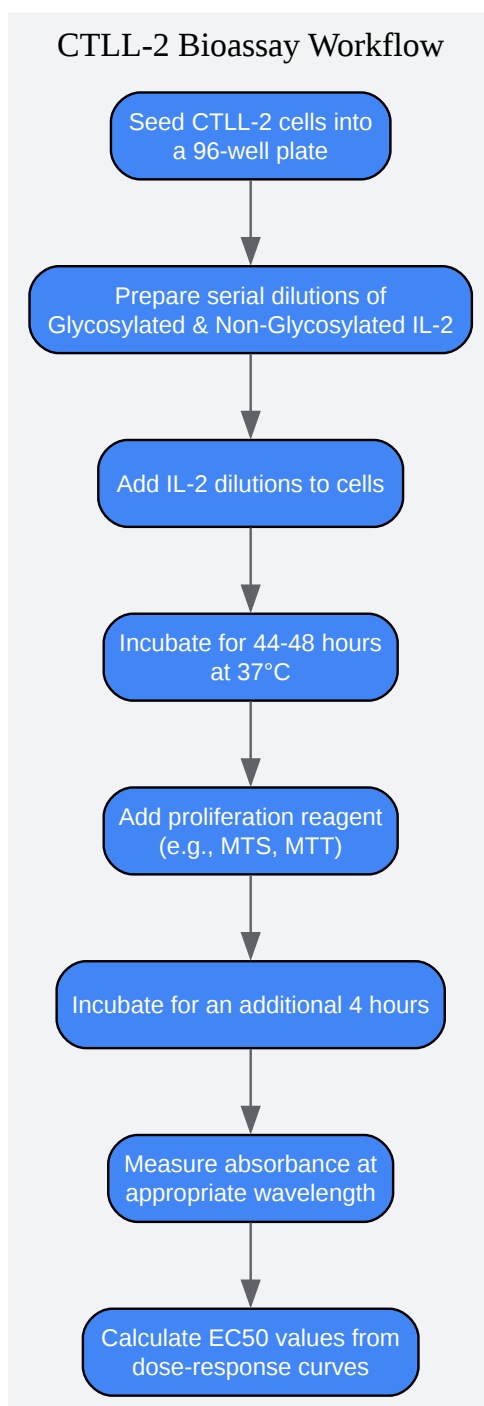 CTLL-2 Bioassay Workflow
Seed CTLL-2 cells into
a 96-well plate
Prepare serial dilutions of
Glycosylated & Non-Glycosylated IL-2
Add IL-2 dilutions to cells
Incubate for 44-48 hours
at 37°C
Add proliferation reagent
(e.g., MTS, MTT)
Incubate for an additional 4 hours
Measure absorbance at
appropriate wavelength
Calculate EC50 values from
dose-response curves